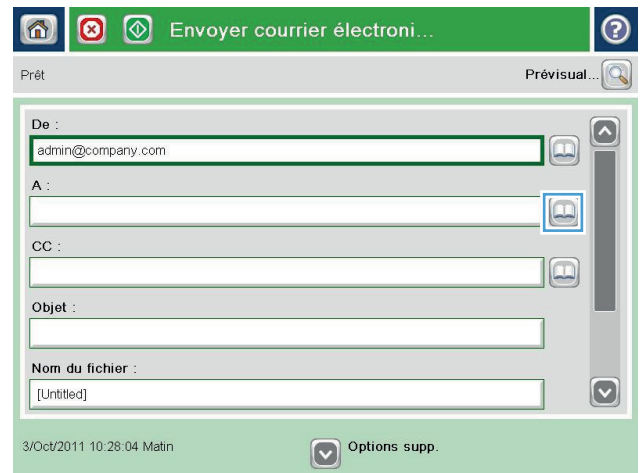 Envoyer courrier électroni...
Prêt
Prévisual...
De :
admin@company.com
A :
CC :
Objet :
Nom du fichier :
[Untitled]
3/Oct/2011 10:28:04 Matin
Options supp.